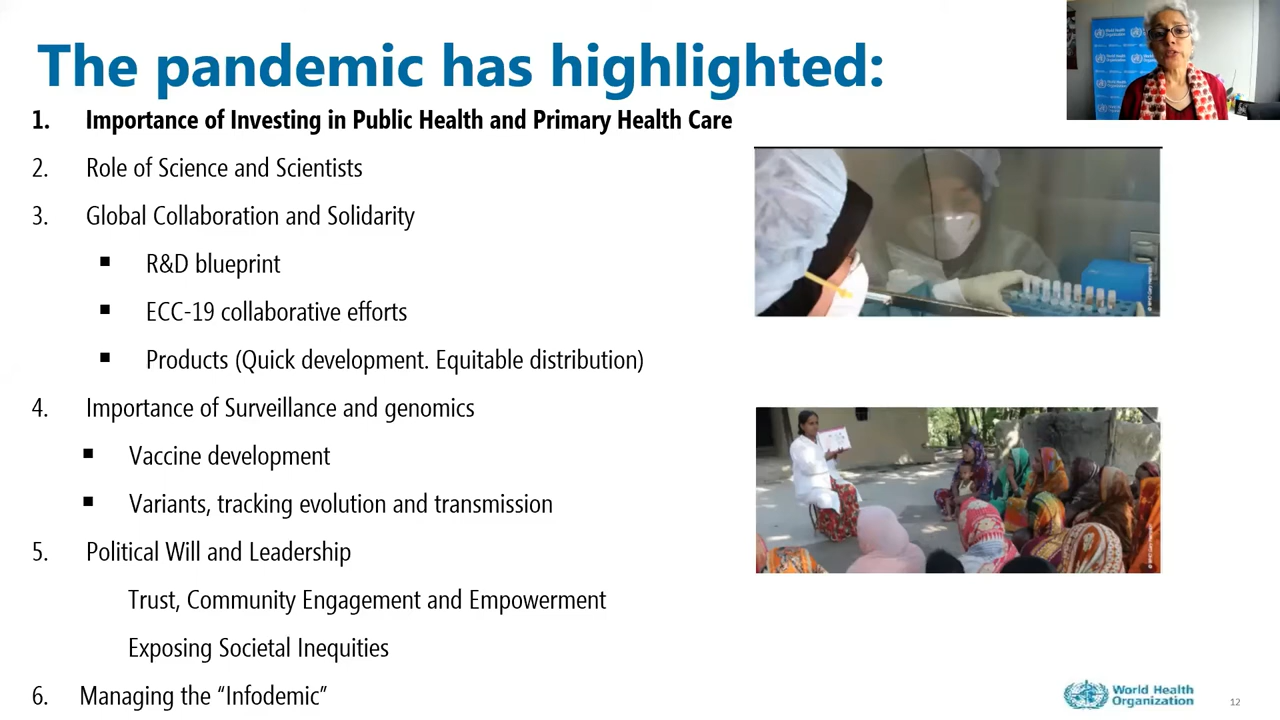 The pandemic has highlighted:
1. Importance of Investing in Public Health and Primary Health Care
2. Role of Science and Scientists
3. Global Collaboration and Solidarity
■ R&D blueprint
■ ECC-19 collaborative efforts
■ Products (Quick development. Equitable distribution)
4. Importance of Surveillance and genomics
■ Vaccine development
■ Variants, tracking evolution and transmission
5. Political Will and Leadership
Trust, Community Engagement and Empowerment
Exposing Societal Inequities
6. Managing the “Infodemic”
World Health
Organization
12
World Health
Organization